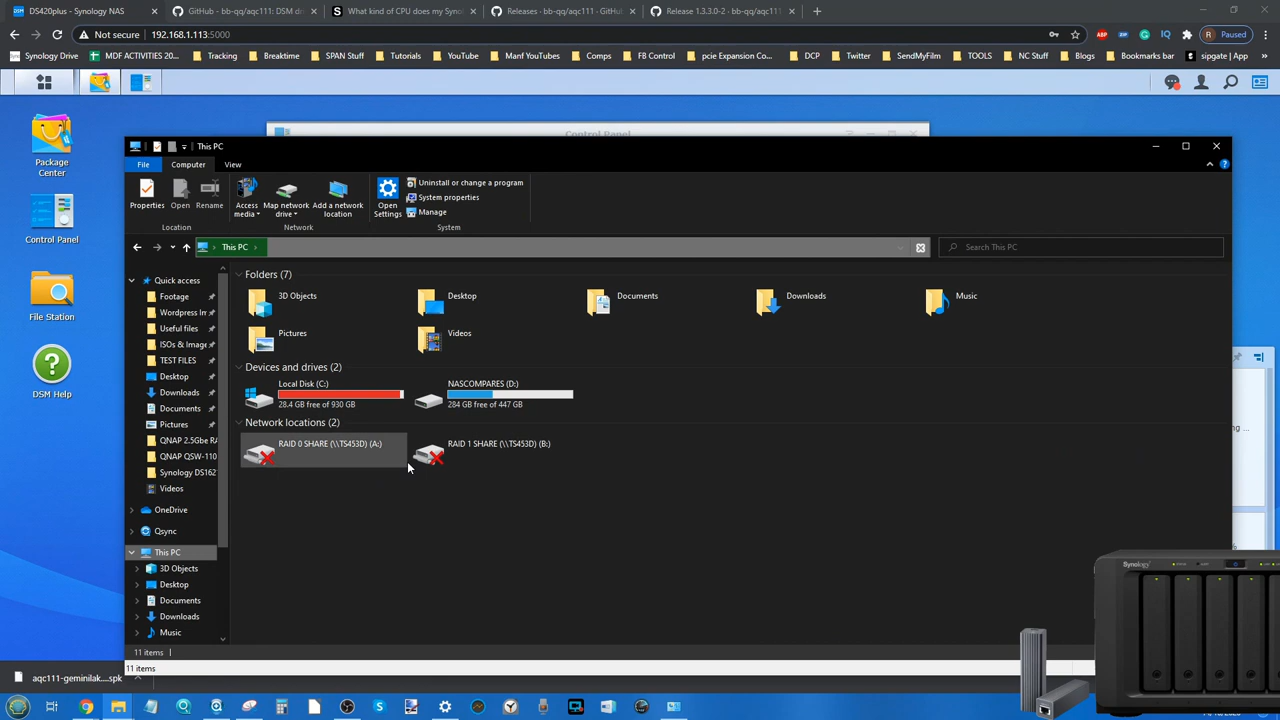 DS420plus - Synology NAS
GitHub - bb-qq/aqc111: DSM dr
What kind of CPU does my Synol
Releases - bb-qq/aqc111 · GitHub
Release 1.3.3.0-2 · bb-qq/aqc111
Not secure 192.168.1.113:5000
Paused
Synology Drive MDF ACTIVITIES 20... Tracking Breaktime SPAN Stuff Tutorials YouTube Manf Youtubes Comps FB Control pcie Expansion Co... DCP Twitter SendMyFilm TOOLS NC Stuff Blogs Bookmarks bar sipgate | App
Package
Center
Control Panel
File Station
DSM Help
Control Panel
This PC
File Computer View
Properties Open Rename
Location
Access
media
Map network
drive
Add a network
location
Network
Open
Settings
Uninstall or change a program
System properties
Manage
System
This PC
Search This PC
Quick access
Footage
Wordpress Im
Useful files
ISOs & Image
TEST FILES
Desktop
Downloads
Documents
Pictures
QNAP 2.5Gbe RA
QNAP QSW-110
Synology DS162
Videos
OneDrive
Qsync
This PC
3D Objects
Desktop
Documents
Downloads
Music
Folders (7)
3D Objects
Desktop
Documents
Downloads
Music
Pictures
Videos
Devices and drives (2)
Local Disk (C:)
28.4 GB free of 930 GB
NASCOMPARES (D:)
284 GB free of 447 GB
Network locations (2)
RAID 0 SHARE (\\TS453D) (A:)
RAID 1 SHARE (\\TS453D) (B:)
11 items
11 items
aqc111-geminilak....spk
Synology